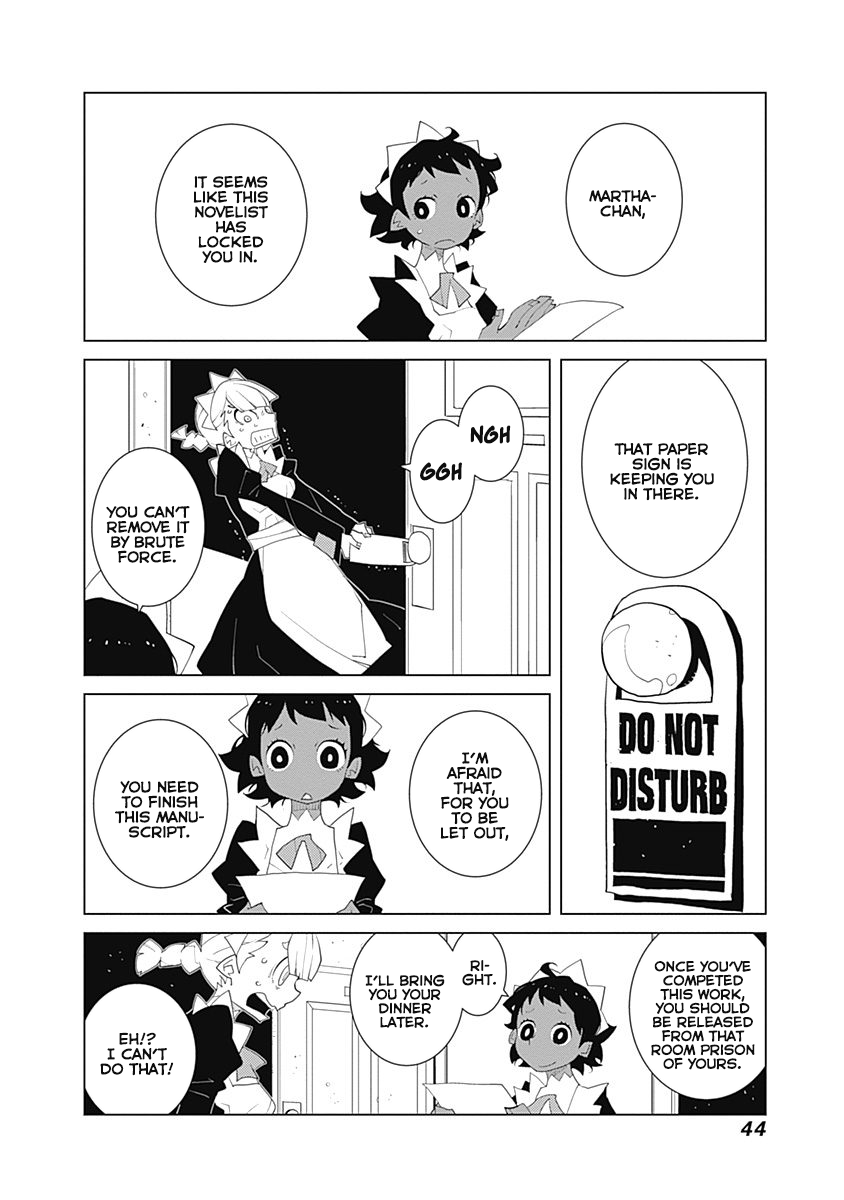 MARTHA-
CHAN,
IT SEEMS
LIKE THIS
NOVELIST
HAS
LOCKED
YOU IN.
THAT PAPER
SIGN IS
KEEPING YOU
IN THERE.
DO NOT
DISTURB
NGH
GGH
YOU CAN'T
REMOVE IT
BY BRUTE
FORCE.
I'M
AFRAID
THAT,
FOR YOU
TO BE
LET OUT,
YOU NEED
TO FINISH
THIS MANU-
SCRIPT.
ONCE YOU'VE
COMPETED
THIS WORK,
YOU SHOULD
BE RELEASED
FROM THAT
ROOM PRISON
OF YOURS.
RI-
GHT.
I'LL BRING
YOU YOUR
DINNER
LATER.
EH!?
I CAN'T
DO THAT!
44